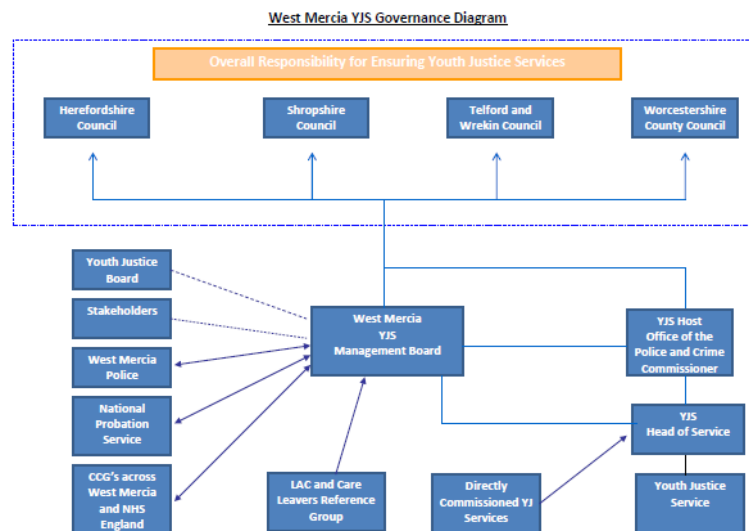 West Mercia YJS Governance Diagram
Overall Responsibility for Ensuring Youth Justice Services
Herefordshire
Council
Shropshire
Council
Telford and
Wrekin Council
Worcestershire
County Council
Youth Justice
Board
Stakeholders
West Mercia
Police
National
Probation
Service
CCG's across
West Mercia
and NHS
England
West Mercia
YJS
Management Board
YJS Host
Office of the
Police and Crime
Commissioner
YJS
Head of Service
LAC and Care
Leavers Reference
Group
Directly
Commissioned YJ
Services
Youth Justice
Service